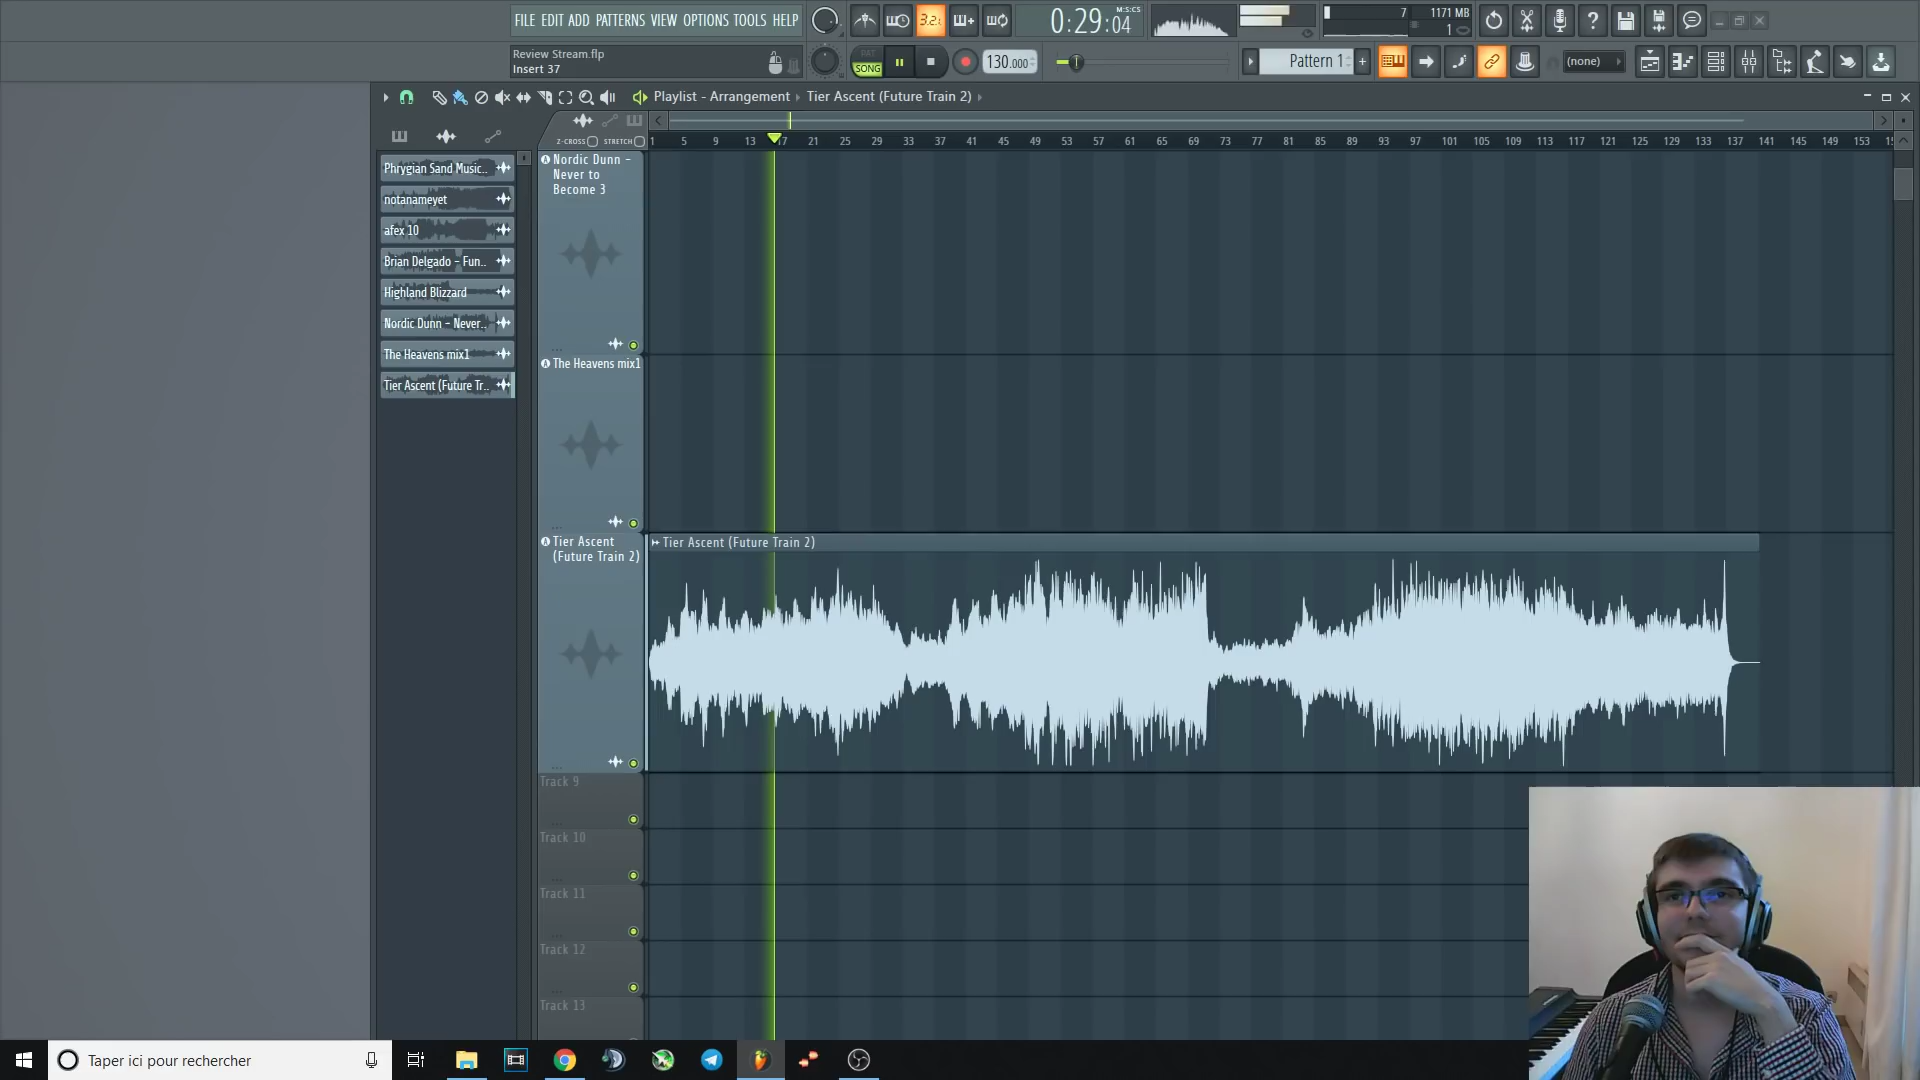 FILE EDIT ADD PATTERNS VIEW OPTIONS TOOLS HELP
3.2
0:29:04
M:S:CS
7
1171 MB
1
Review Stream.flp
Insert 37
PAT
SONG
130.000
Pattern 1
(none)
Playlist - Arrangement
Tier Ascent (Future Train 2)
Z-CROSS
STRETCH
1 5 9 13 17 21 25 29 33 37 41 45 49 53 57 61 65 69 73 77 81 85 89 93 97 101 105 109 113 117 121 125 129 133 137 141 145 149 153
Phrygian Sand Music..
notanameyet
afex 10
Brian Delgado - Fun..
Highland Blizzard
Nordic Dunn - Never..
The Heavens mix1
Tier Ascent (Future Tr..
Nordic Dunn -
Never to
Become 3
The Heavens mix1
Tier Ascent
(Future Train 2)
Tier Ascent (Future Train 2)
Track 9
Track 10
Track 11
Track 12
Track 13
Taper ici pour rechercher